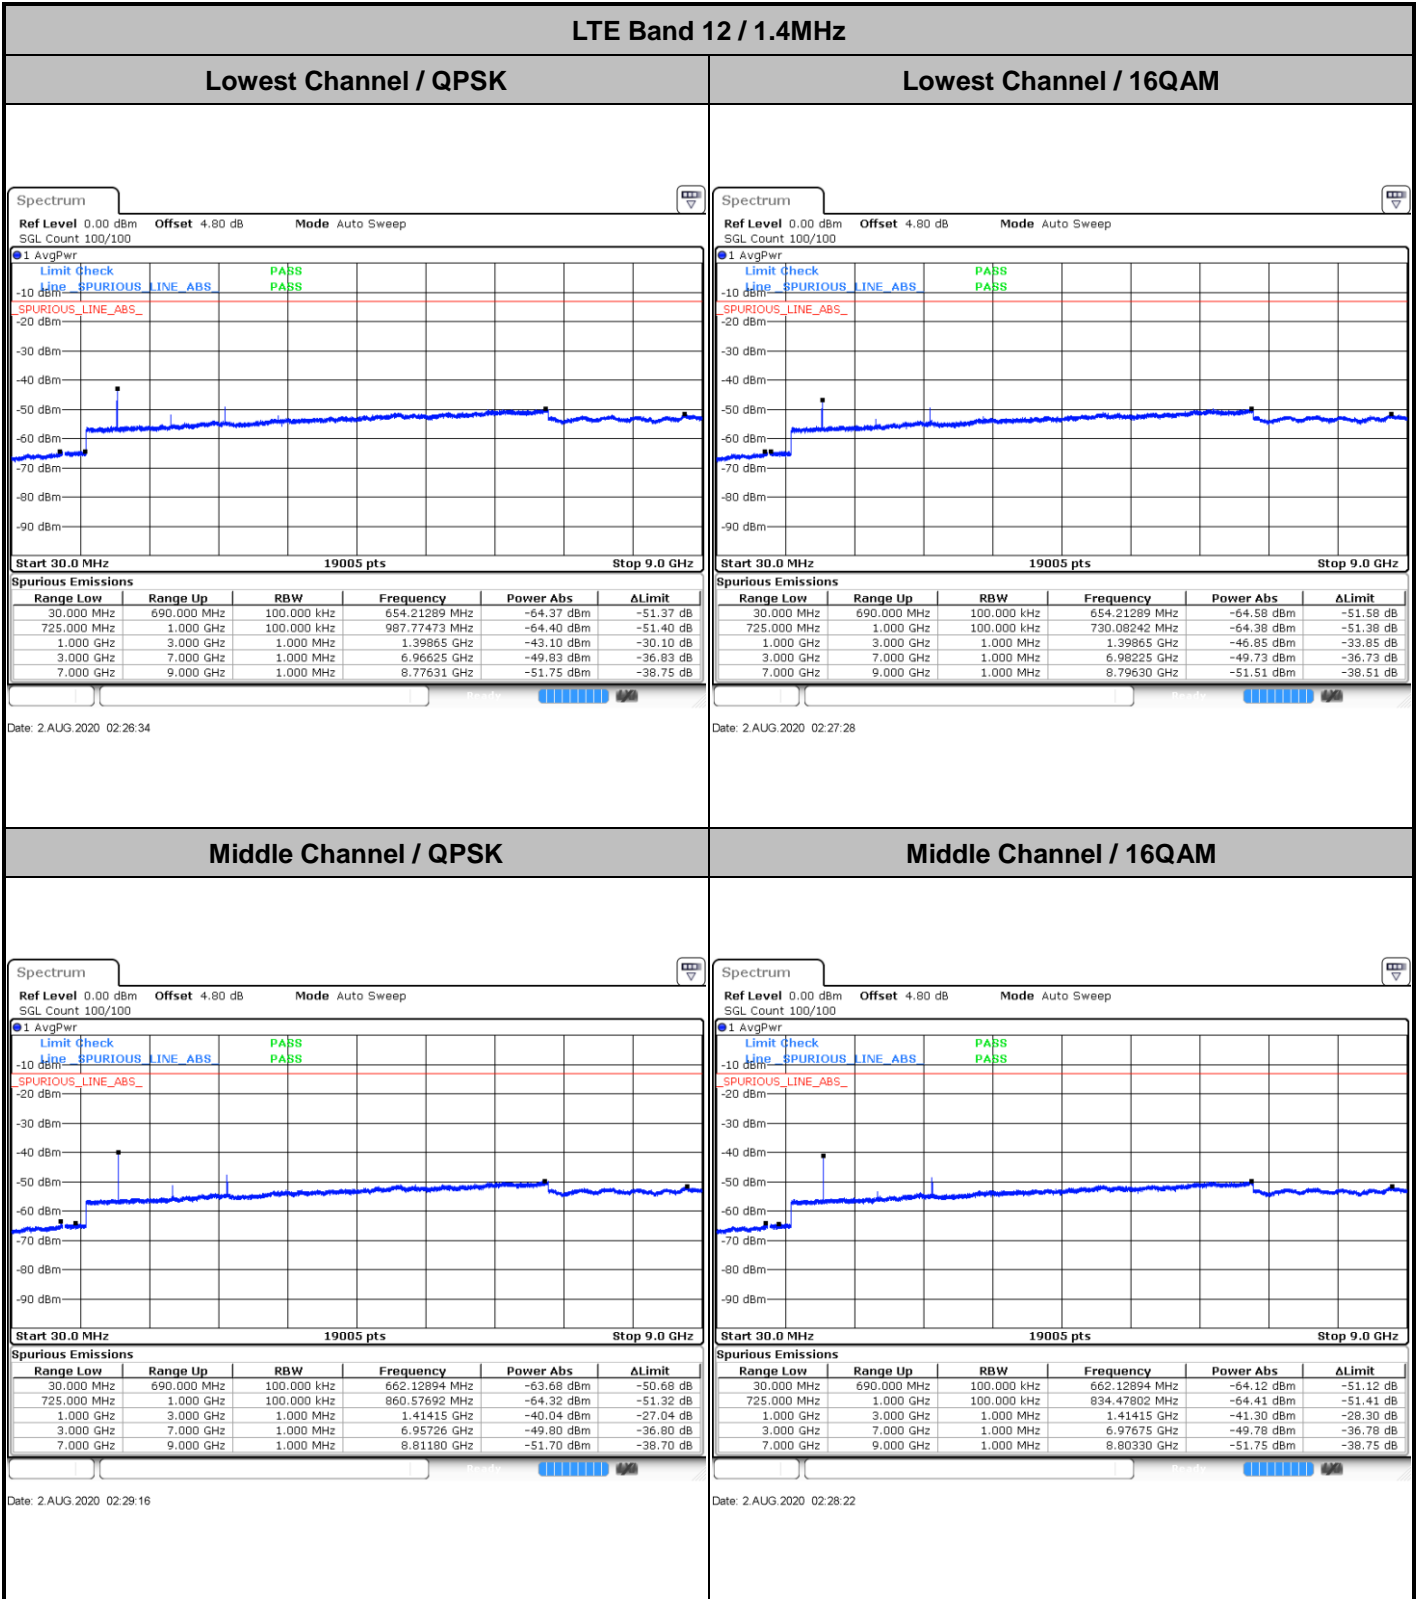 LTE Band 12 / 1.4MHz
Lowest Channel / QPSK
Lowest Channel / 16QAM
Spectrum
Ref Level 0.00 dBm Offset 4.80 dB Mode Auto Sweep
SGL Count 100/100
1 AvgPwr
Limit Check PASS
Line _SPURIOUS_LINE_ABS_ PASS
-10 dBm
_SPURIOUS_LINE_ABS_
-20 dBm
-30 dBm
-40 dBm
-50 dBm
-60 dBm
-70 dBm
-80 dBm
-90 dBm
Start 30.0 MHz 19005 pts Stop 9.0 GHz
Spurious Emissions
Range Low Range Up RBW Frequency Power Abs ΔLimit
30.000 MHz 690.000 MHz 100.000 kHz 654.21289 MHz -64.37 dBm -51.37 dB
725.000 MHz 1.000 GHz 100.000 kHz 987.77473 MHz -64.40 dBm -51.40 dB
1.000 GHz 3.000 GHz 1.000 MHz 1.39865 GHz -43.10 dBm -30.10 dB
3.000 GHz 7.000 GHz 1.000 MHz 6.96625 GHz -49.83 dBm -36.83 dB
7.000 GHz 9.000 GHz 1.000 MHz 8.77631 GHz -51.75 dBm -38.75 dB
Ready
Date: 2.AUG.2020 02:26:34
Spectrum
Ref Level 0.00 dBm Offset 4.80 dB Mode Auto Sweep
SGL Count 100/100
1 AvgPwr
Limit Check PASS
Line _SPURIOUS_LINE_ABS_ PASS
-10 dBm
_SPURIOUS_LINE_ABS_
-20 dBm
-30 dBm
-40 dBm
-50 dBm
-60 dBm
-70 dBm
-80 dBm
-90 dBm
Start 30.0 MHz 19005 pts Stop 9.0 GHz
Spurious Emissions
Range Low Range Up RBW Frequency Power Abs ΔLimit
30.000 MHz 690.000 MHz 100.000 kHz 654.21289 MHz -64.58 dBm -51.58 dB
725.000 MHz 1.000 GHz 100.000 kHz 730.08242 MHz -64.38 dBm -51.38 dB
1.000 GHz 3.000 GHz 1.000 MHz 1.39865 GHz -46.85 dBm -33.85 dB
3.000 GHz 7.000 GHz 1.000 MHz 6.98225 GHz -49.73 dBm -36.73 dB
7.000 GHz 9.000 GHz 1.000 MHz 8.79630 GHz -51.51 dBm -38.51 dB
Ready
Date: 2.AUG.2020 02:27:28
Middle Channel / QPSK
Middle Channel / 16QAM
Spectrum
Ref Level 0.00 dBm Offset 4.80 dB Mode Auto Sweep
SGL Count 100/100
1 AvgPwr
Limit Check PASS
Line _SPURIOUS_LINE_ABS_ PASS
-10 dBm
_SPURIOUS_LINE_ABS_
-20 dBm
-30 dBm
-40 dBm
-50 dBm
-60 dBm
-70 dBm
-80 dBm
-90 dBm
Start 30.0 MHz 19005 pts Stop 9.0 GHz
Spurious Emissions
Range Low Range Up RBW Frequency Power Abs ΔLimit
30.000 MHz 690.000 MHz 100.000 kHz 662.12894 MHz -63.68 dBm -50.68 dB
725.000 MHz 1.000 GHz 100.000 kHz 860.57692 MHz -64.32 dBm -51.32 dB
1.000 GHz 3.000 GHz 1.000 MHz 1.41415 GHz -40.04 dBm -27.04 dB
3.000 GHz 7.000 GHz 1.000 MHz 6.95726 GHz -49.80 dBm -36.80 dB
7.000 GHz 9.000 GHz 1.000 MHz 8.81180 GHz -51.70 dBm -38.70 dB
Ready
Date: 2.AUG.2020 02:29:16
Spectrum
Ref Level 0.00 dBm Offset 4.80 dB Mode Auto Sweep
SGL Count 100/100
1 AvgPwr
Limit Check PASS
Line _SPURIOUS_LINE_ABS_ PASS
-10 dBm
_SPURIOUS_LINE_ABS_
-20 dBm
-30 dBm
-40 dBm
-50 dBm
-60 dBm
-70 dBm
-80 dBm
-90 dBm
Start 30.0 MHz 19005 pts Stop 9.0 GHz
Spurious Emissions
Range Low Range Up RBW Frequency Power Abs ΔLimit
30.000 MHz 690.000 MHz 100.000 kHz 662.12894 MHz -64.12 dBm -51.12 dB
725.000 MHz 1.000 GHz 100.000 kHz 834.47802 MHz -64.41 dBm -51.41 dB
1.000 GHz 3.000 GHz 1.000 MHz 1.41415 GHz -41.30 dBm -28.30 dB
3.000 GHz 7.000 GHz 1.000 MHz 6.97675 GHz -49.78 dBm -36.78 dB
7.000 GHz 9.000 GHz 1.000 MHz 8.80330 GHz -51.75 dBm -38.75 dB
Ready
Date: 2.AUG.2020 02:28:22